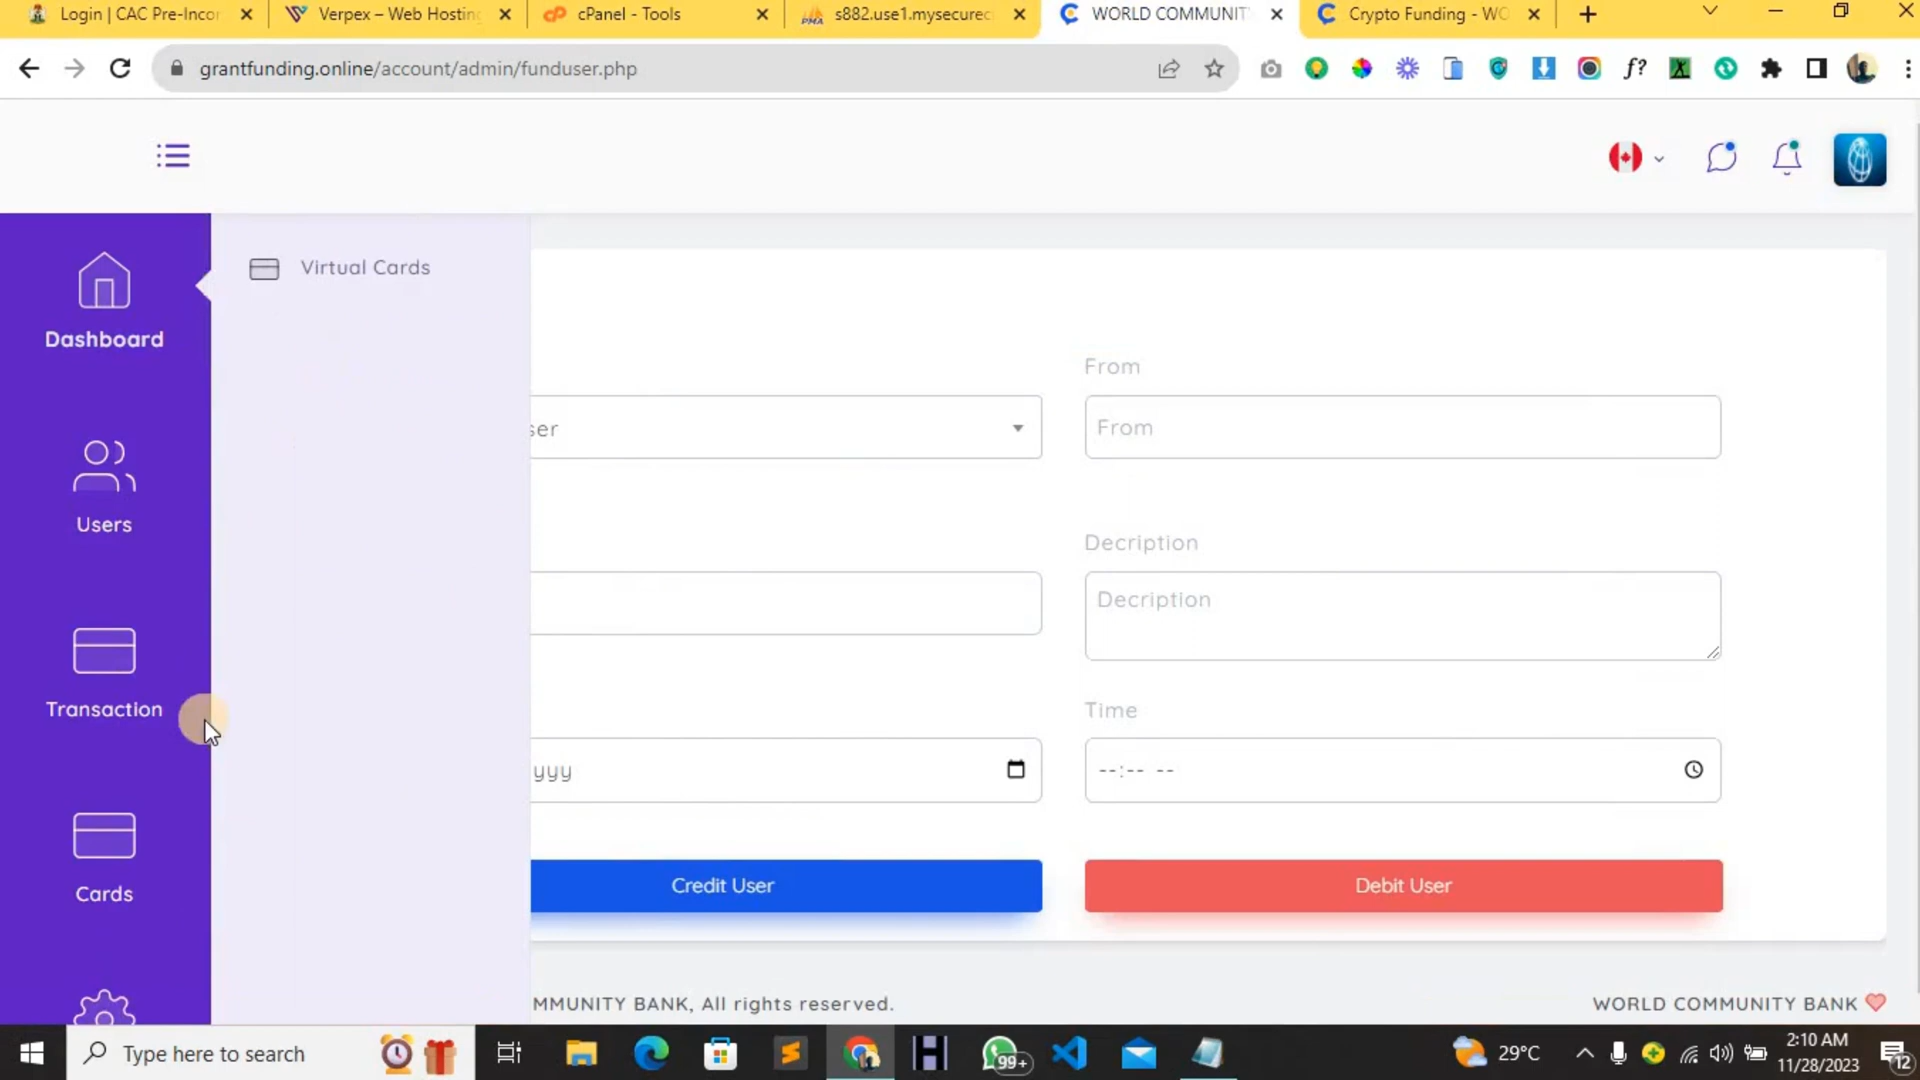 Login | CAC Pre-Incor
Verpex – Web Hosting
cPanel - Tools
s882.use1.mysecurec
WORLD COMMUNIT
Crypto Funding - WO
grantfunding.online/account/admin/funduser.php
f?
Virtual Cards
Dashboard
From
ser
From
Users
Decription
Decription
Transaction
Time
yyy
--:-- --
Cards
Credit User
Debit User
MMUNITY BANK, All rights reserved.
WORLD COMMUNITY BANK
Type here to search
99+
29°C
2:10 AM
11/28/2023
12